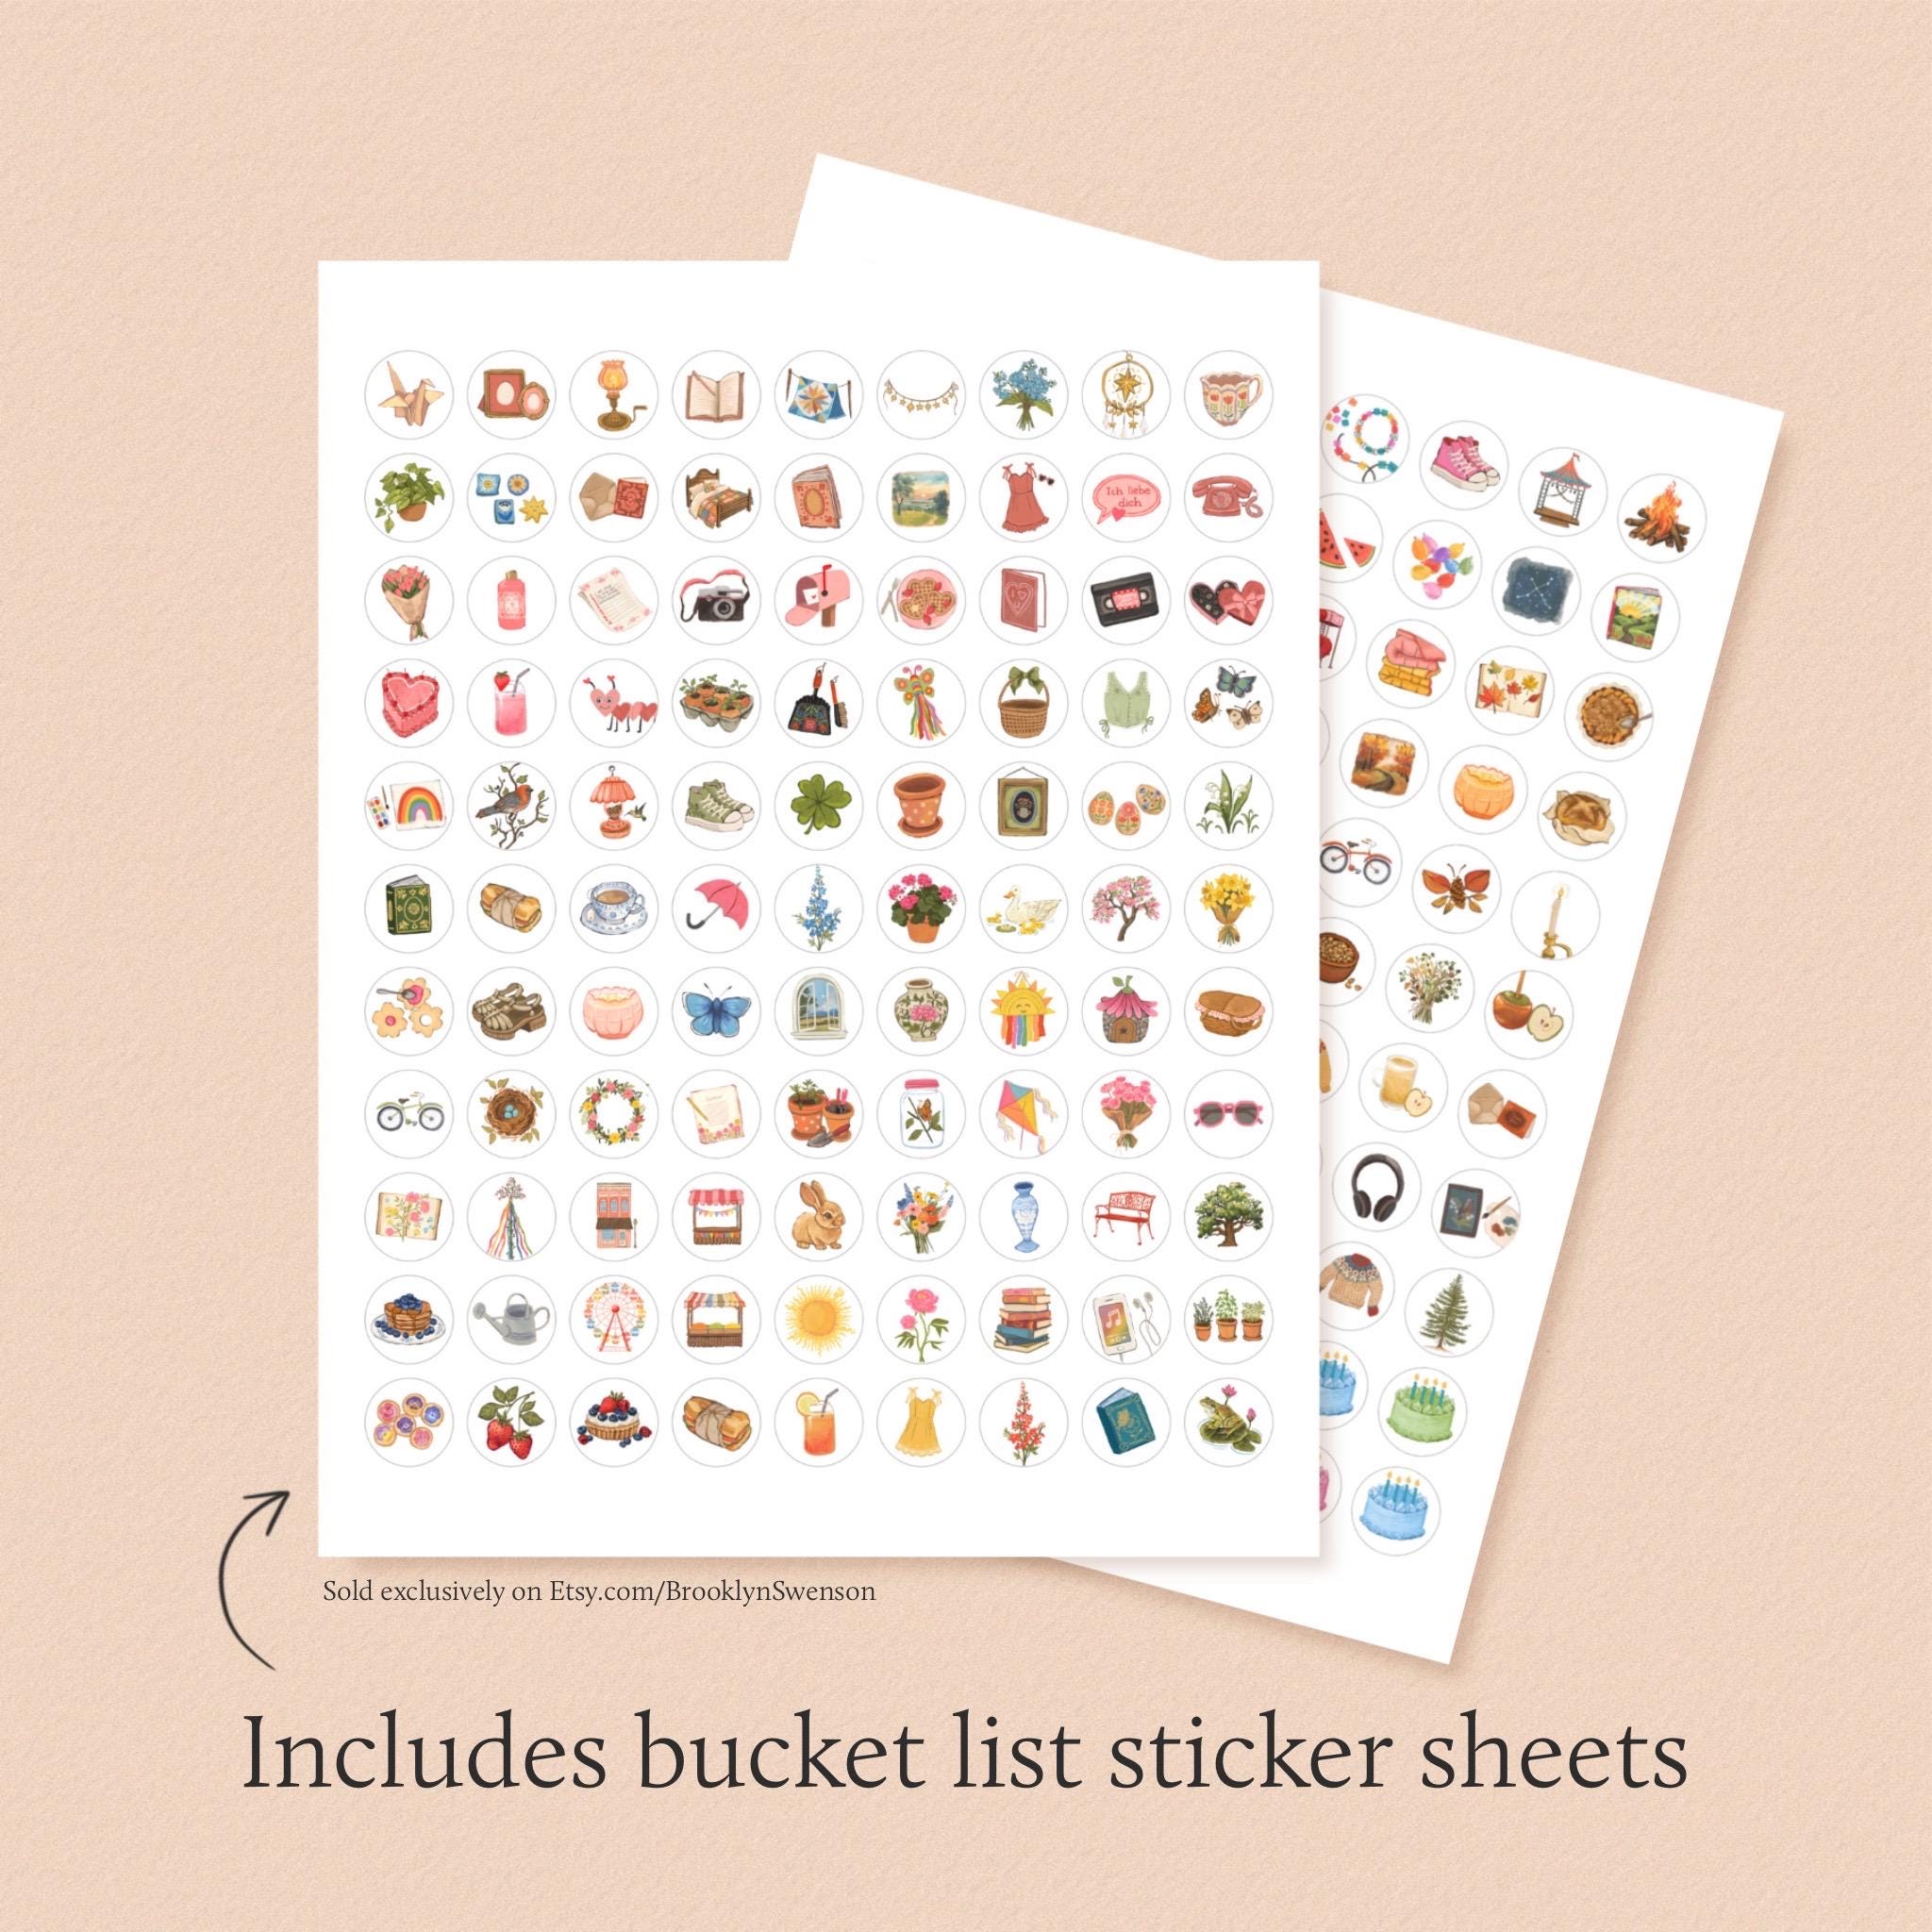 Ich liebe
dich
Sold exclusively on Etsy.com/BrooklynSwenson
Includes bucket list sticker sheets